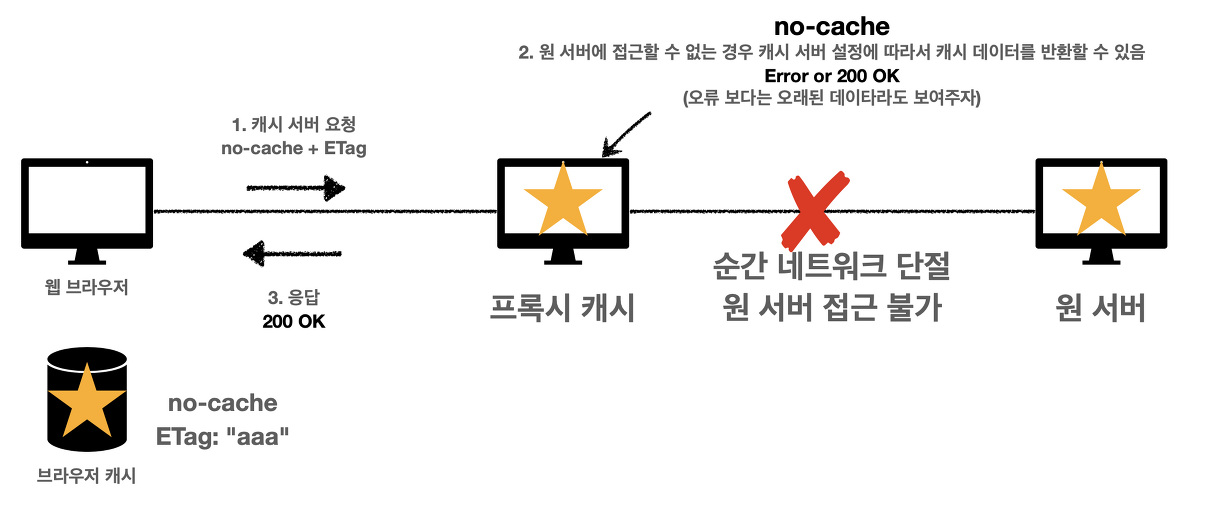 no-cache
2. 원 서버에 접근할 수 없는 경우 캐시 서버 설정에 따라서 캐시 데이터를 반환할 수 있음
Error or 200 OK
(오류 보다는 오래된 데이타라도 보여주자)
1. 캐시 서버 요청
no-cache + ETag
웹 브라우저
3. 응답
200 OK
프록시 캐시
순간 네트워크 단절
원 서버 접근 불가
원 서버
no-cache
ETag: "aaa"
브라우저 캐시